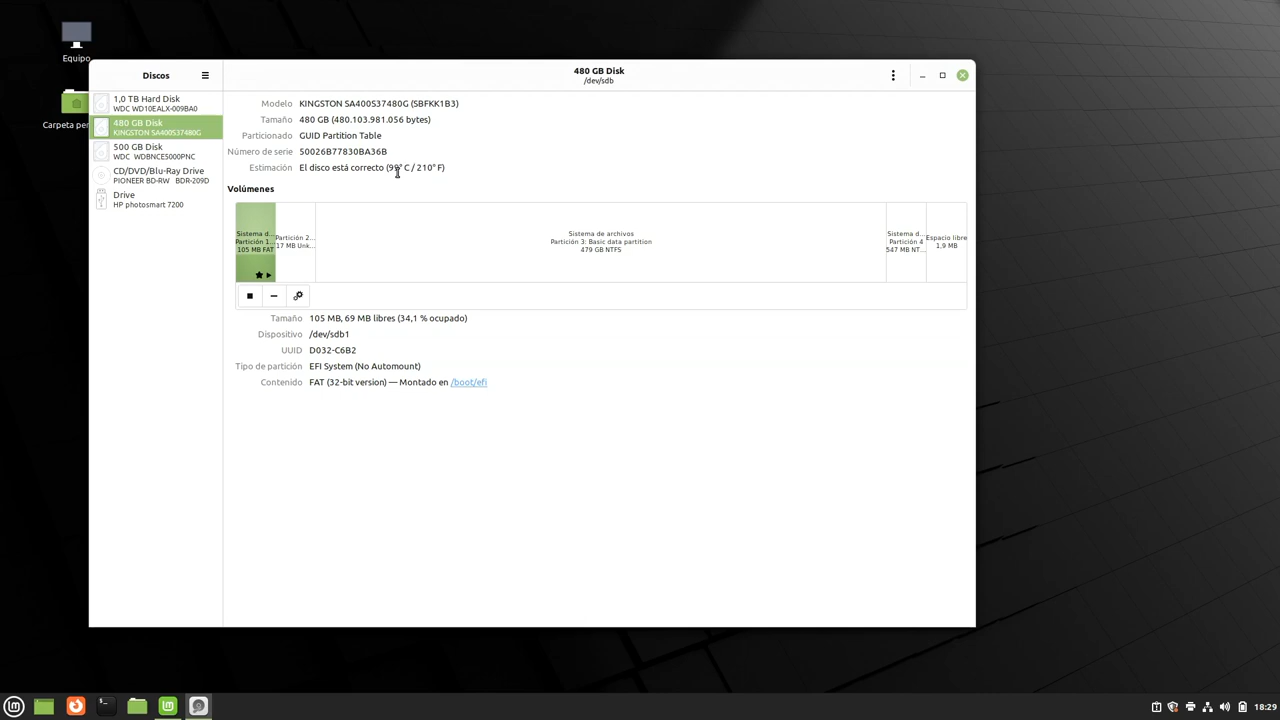 Equipo
Carpeta per
Discos
480 GB Disk
/dev/sdb
1,0 TB Hard Disk
WDC WD10EALX-009BA0
480 GB Disk
KINGSTON SA400S37480G
500 GB Disk
WDC WDBNCE5000PNC
CD/DVD/Blu-Ray Drive
PIONEER BD-RW BDR-209D
Drive
HP photosmart 7200
Modelo KINGSTON SA400S37480G (SBFKK1B3)
Tamaño 480 GB (480.103.981.056 bytes)
Particionado GUID Partition Table
Número de serie 50026B77830BA36B
Estimación El disco está correcto (99° C / 210° F)
Volúmenes
Sistema d...
Partición 1...
105 MB FAT
Partición 2...
17 MB Unk...
Sistema de archivos
Partición 3: Basic data partition
479 GB NTFS
Sistema d...
Partición 4
547 MB NT...
Espacio libre
1,9 MB
Tamaño 105 MB, 69 MB libres (34,1 % ocupado)
Dispositivo /dev/sdb1
UUID D032-C6B2
Tipo de partición EFI System (No Automount)
Contenido FAT (32-bit version) — Montado en /boot/efi
18:29